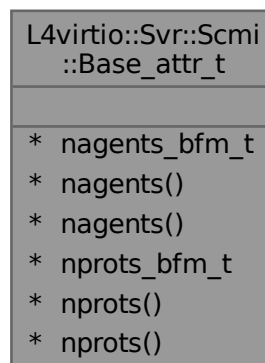 L4virtio::Svr::Scmi
::Base_attr_t
* nagents_bfm_t
* nagents()
* nagents()
* nprots_bfm_t
* nprots()
* nprots()